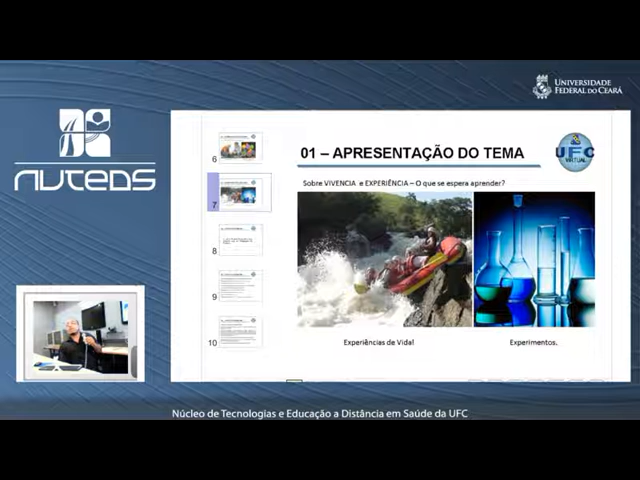 UNIVERSIDADE
FEDERAL DO CEARÁ
NUTEDS
6
7
8
9
10
01 – APRESENTAÇÃO DO TEMA
UFC
VIRTUAL
Sobre VIVENCIA e EXPERIÊNCIA – O que se espera aprender?
Experiências de Vida!
Experimentos.
Núcleo de Tecnologias e Educação a Distância em Saúde da UFC